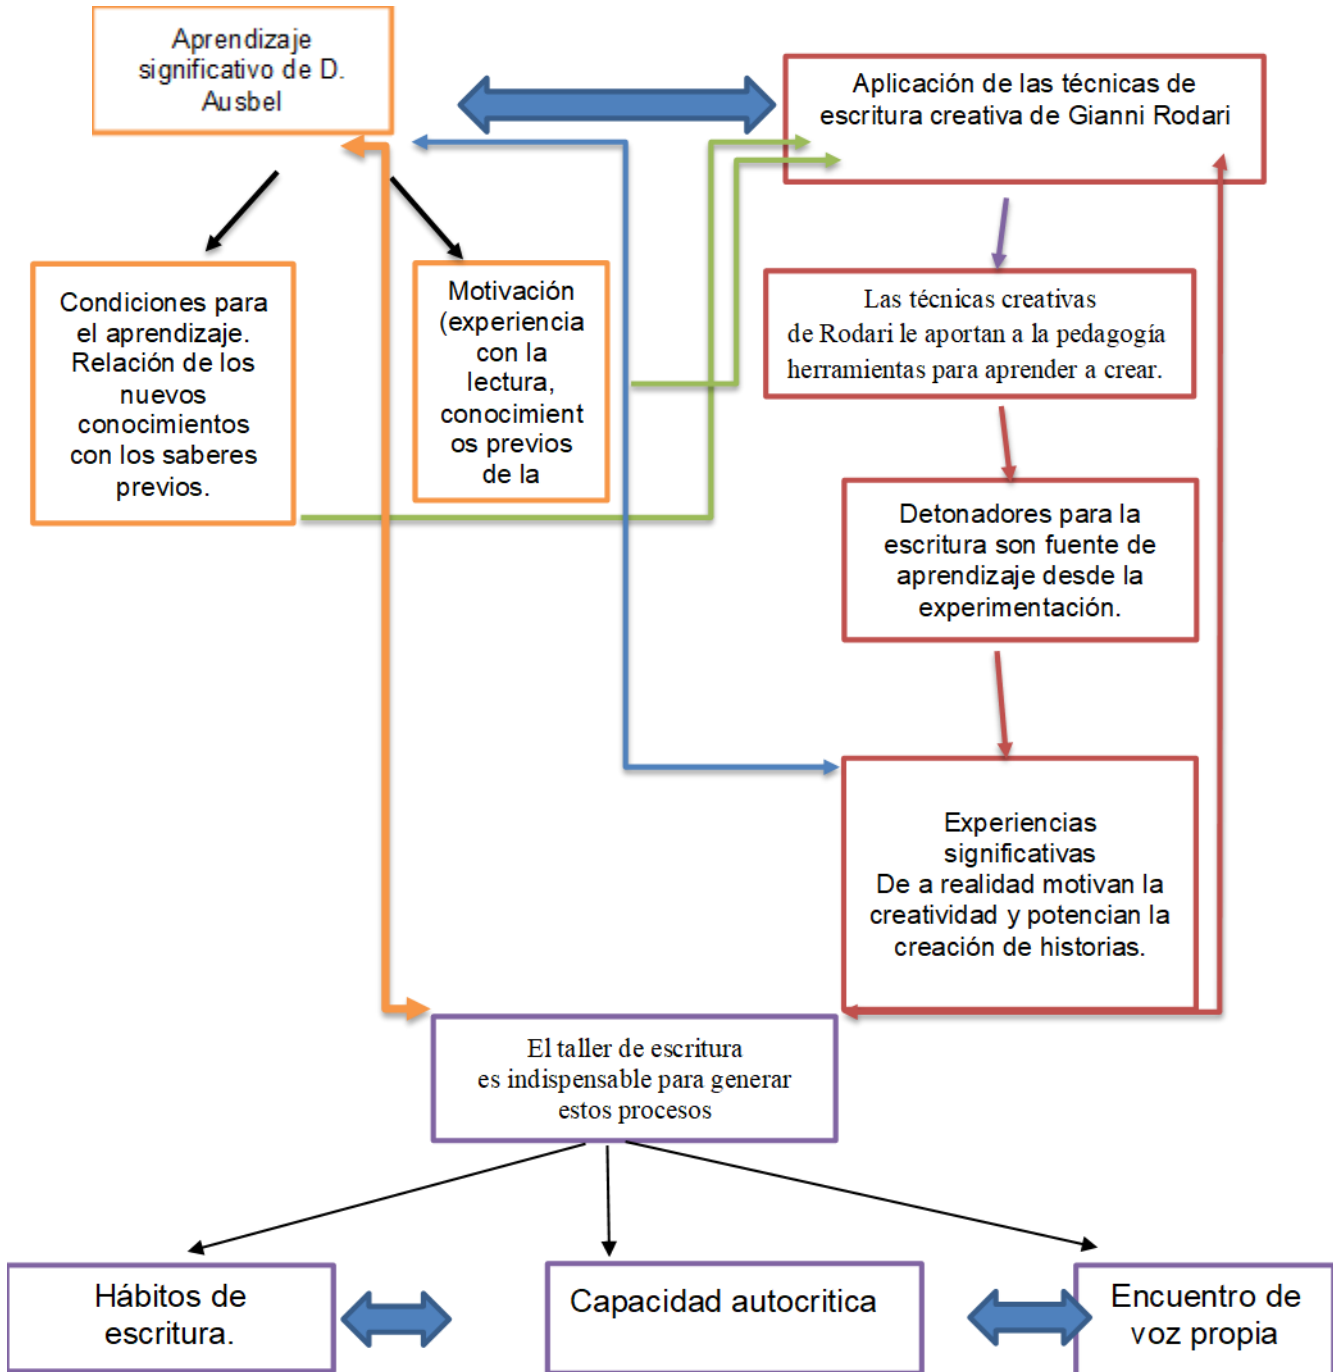 Aprendizaje
significativo de D.
Ausbel
Aplicación de las técnicas de
escritura creativa de Gianni Rodari
Condiciones para
el aprendizaje.
Relación de los
nuevos
conocimientos
con los saberes
previos.
Motivación
(experiencia
con la
lectura,
conocimient
os previos
de la
Las técnicas creativas
de Rodari le aportan a la pedagogía
herramientas para aprender a crear.
Detonadores para la
escritura son fuente de
aprendizaje desde la
experimentación.
Experiencias
significativas
De a realidad motivan la
creatividad y potencian la
creación de historias.
El taller de escritura
es indispensable para generar
estos procesos
Hábitos de
escritura.
Capacidad autocritica
Encuentro de
voz propia